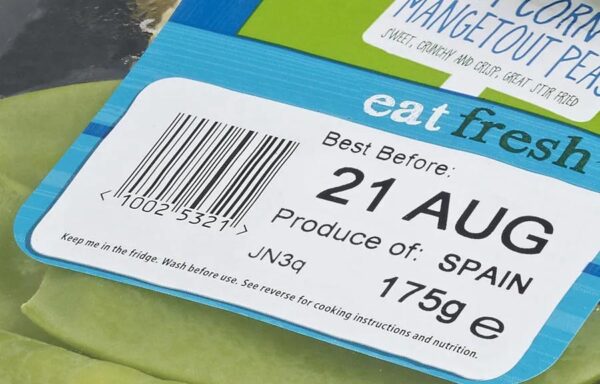 CORN
MANGETOUT PEAS
SWEET, CRUNCHY AND CRISP, GREAT STIR FRIED
eat fresh
Best Before:
21 AUG
< 1002 5321 >
Produce of: SPAIN
JN3q
175g e
Keep me in the fridge. Wash before use. See reverse for cooking instructions and nutrition.